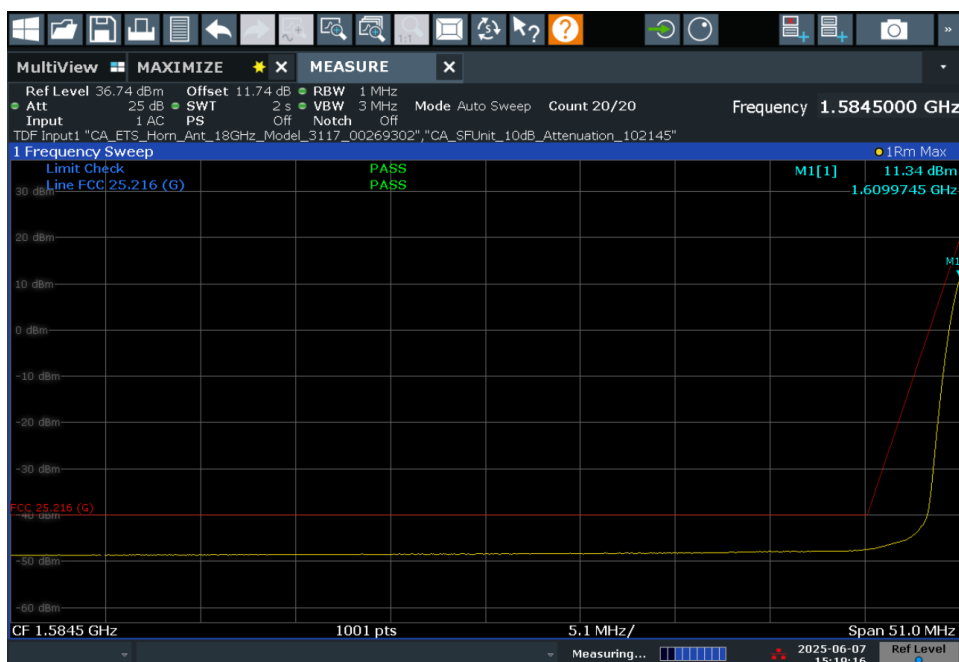 1:1
?
?
»
MultiView MAXIMIZE MEASURE
Ref Level 36.74 dBm Offset 11.74 dB RBW 1 MHz
Att 25 dB SWT 2 s VBW 3 MHz Mode Auto Sweep Count 20/20 Frequency 1.5845000 GHz
Input 1 AC PS Off Notch Off
TDF Input1 "CA_ETS_Horn_Ant_18GHz_Model_3117_00269302","CA_SFUnit_10dB_Attenuation_102145"
1 Frequency Sweep 1Rm Max
Limit Check PASS M1[1] 11.34 dBm
Line FCC 25.216 (G) PASS 1.6099745 GHz
30 dBm
20 dBm
M1
10 dBm
0 dBm
-10 dBm
-20 dBm
-30 dBm
FCC 25.216 (G)
-40 dBm
-50 dBm
-60 dBm
CF 1.5845 GHz 1001 pts 5.1 MHz/ Span 51.0 MHz
Measuring... 2025-06-07 Ref Level
15:19:16